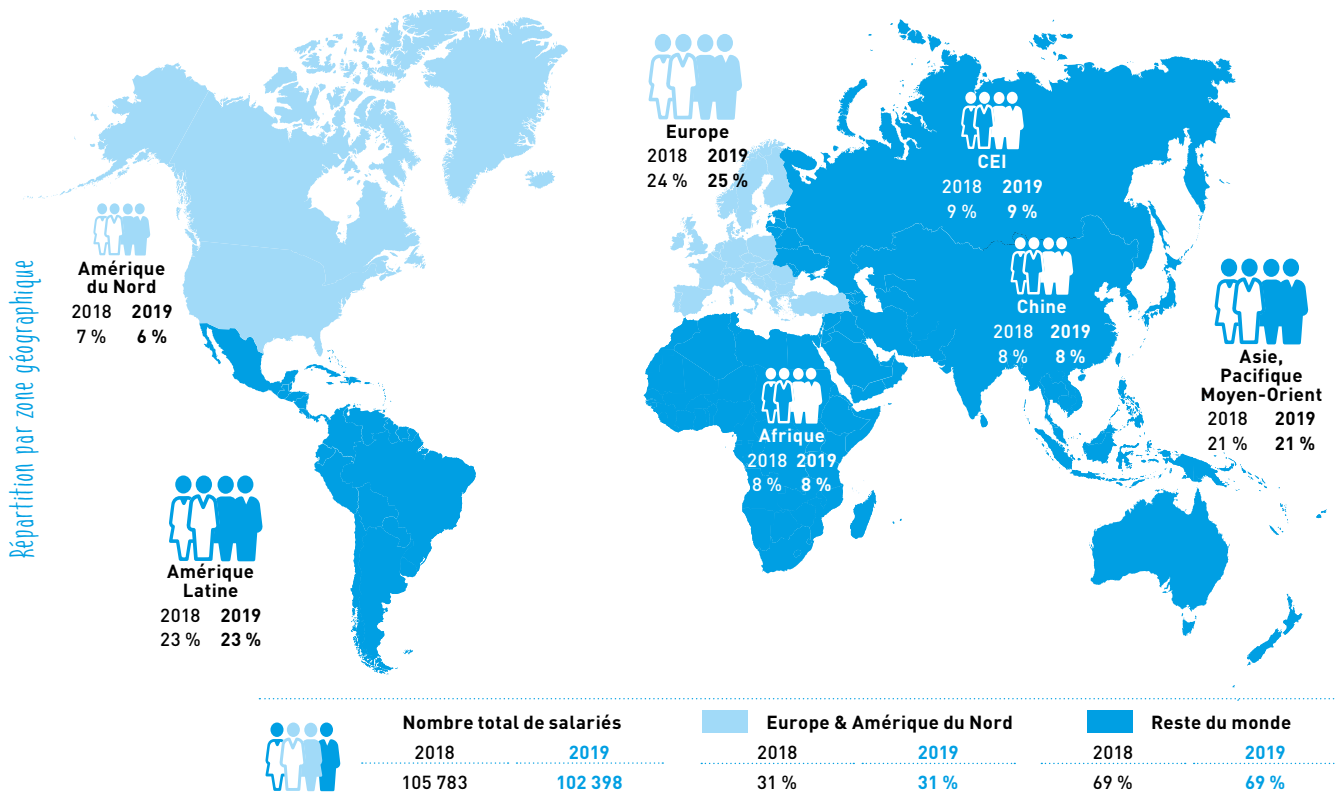 Répartition par zone géographique
Europe
2018 2019
24 % 25 %
CEI
2018 2019
9 % 9 %
Amérique
du Nord
2018 2019
7 % 6 %
Chine
2018 2019
8 % 8 %
Asie,
Pacifique
Moyen-Orient
2018 2019
21 % 21 %
Afrique
2018 2019
8 % 8 %
Amérique
Latine
2018 2019
23 % 23 %
Nombre total de salariés Europe & Amérique du Nord Reste du monde
2018 2019 2018 2019 2018 2019
105 783 102 398 31 % 31 % 69 % 69 %